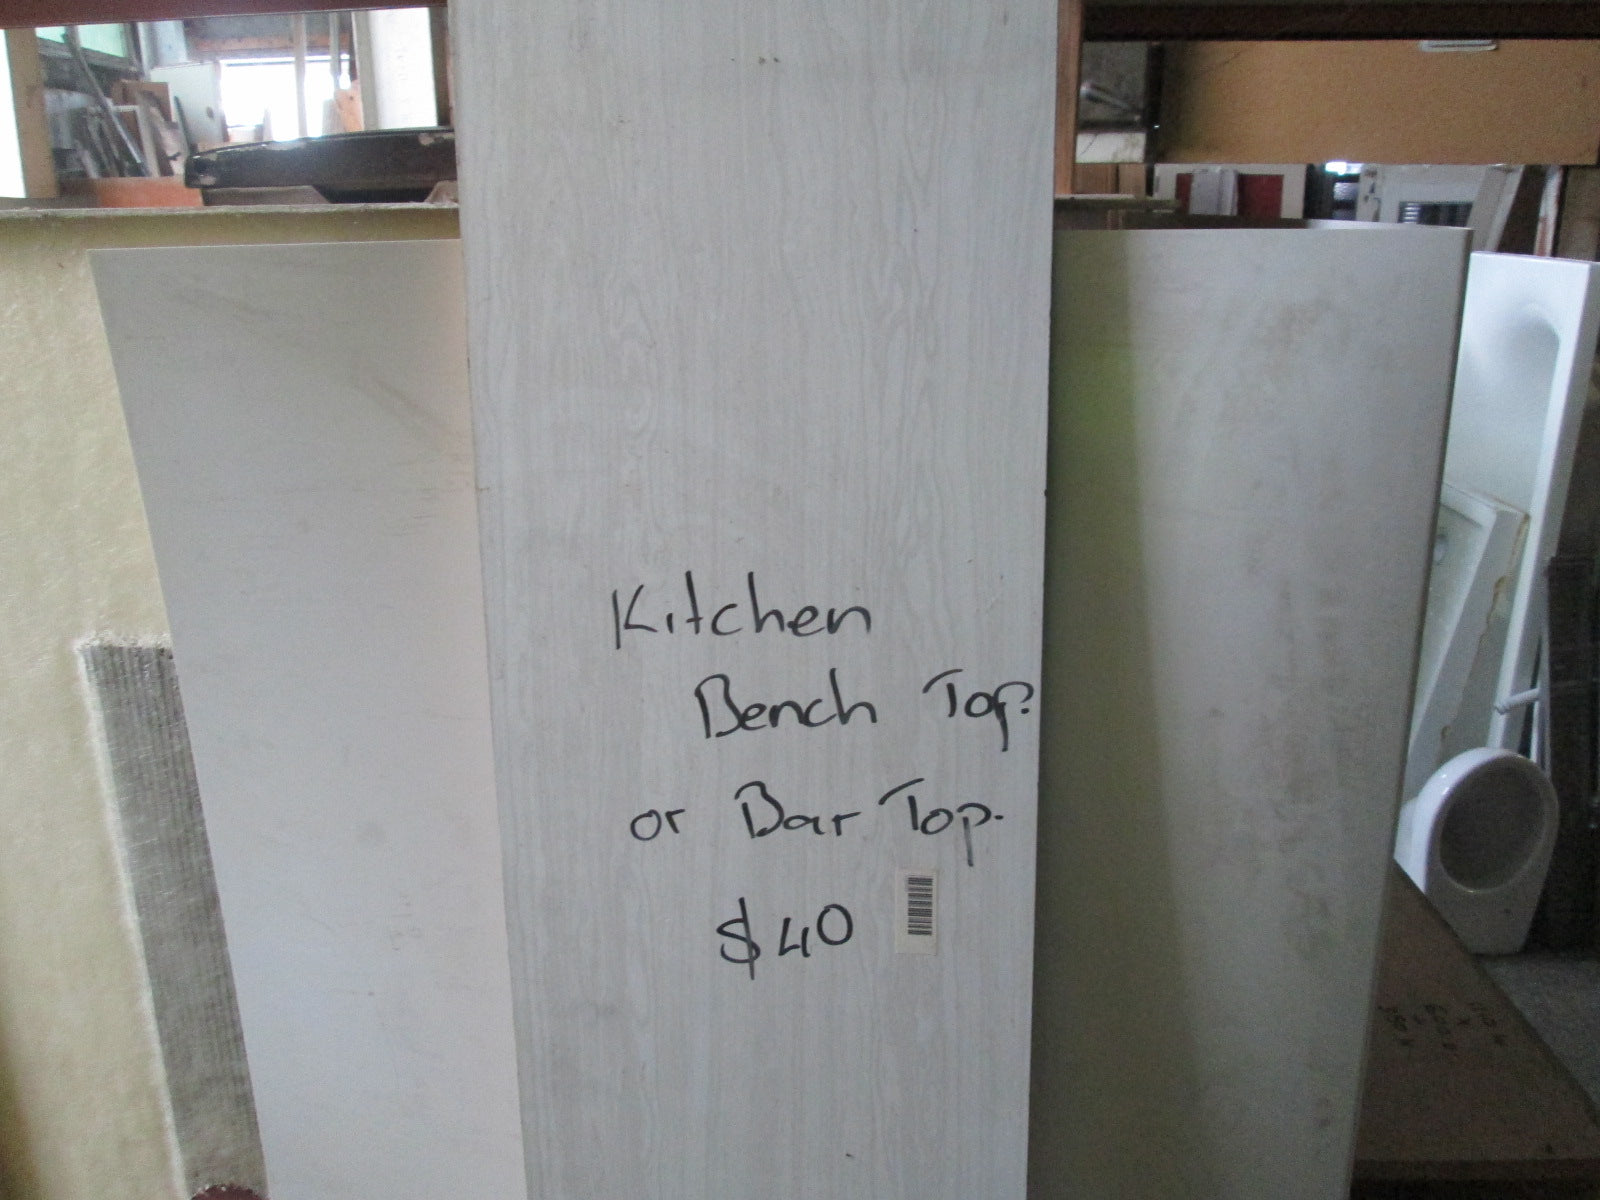 Kitchen
Bench Top?
or Bar Top.
$40